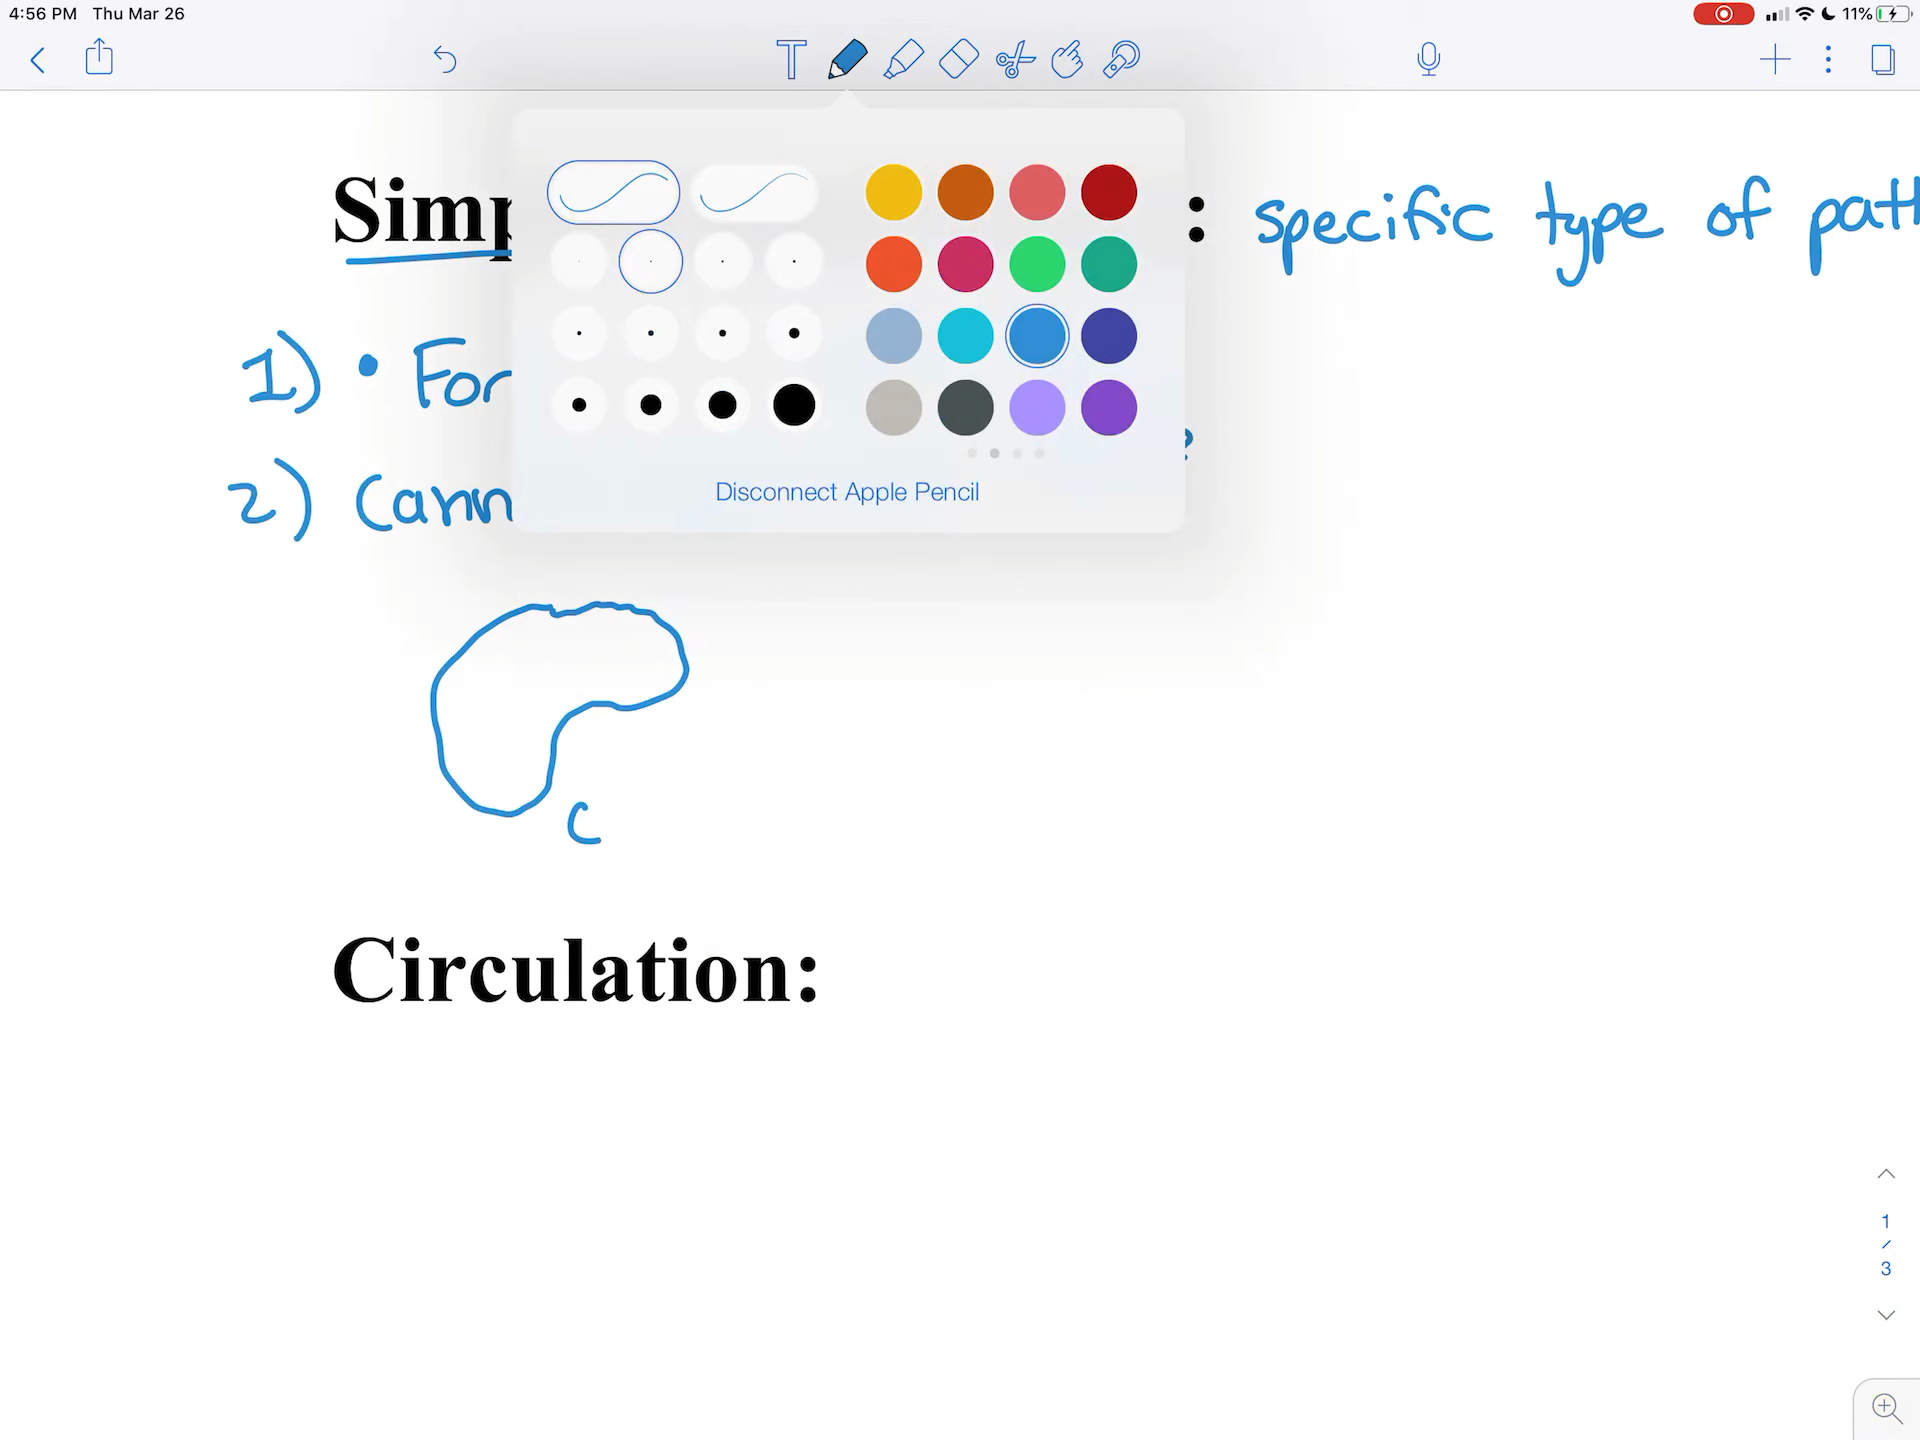 4:56 PM Thu Mar 26
11%
T
Simp : specific type of path
1) • For
2) Cann
Disconnect Apple Pencil
C
Circulation:
1
/
3